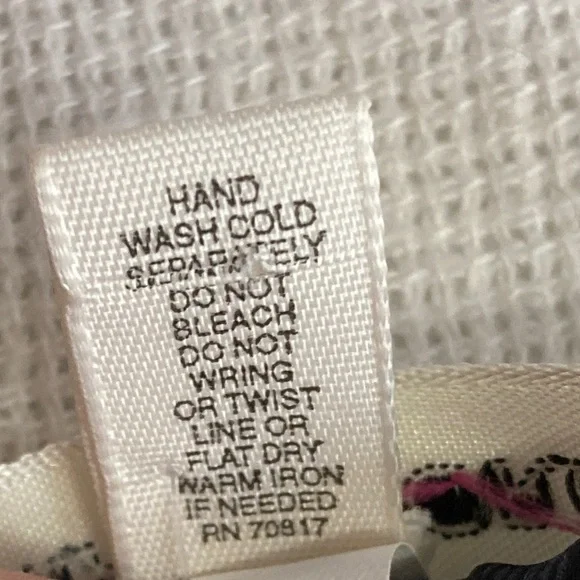 HAND
WASH COLD
SEPARATELY
DO NOT
BLEACH
DO NOT
WRING
OR TWIST
LINE OR
FLAT DRY
WARM IRON
IF NEEDED
RN 70817